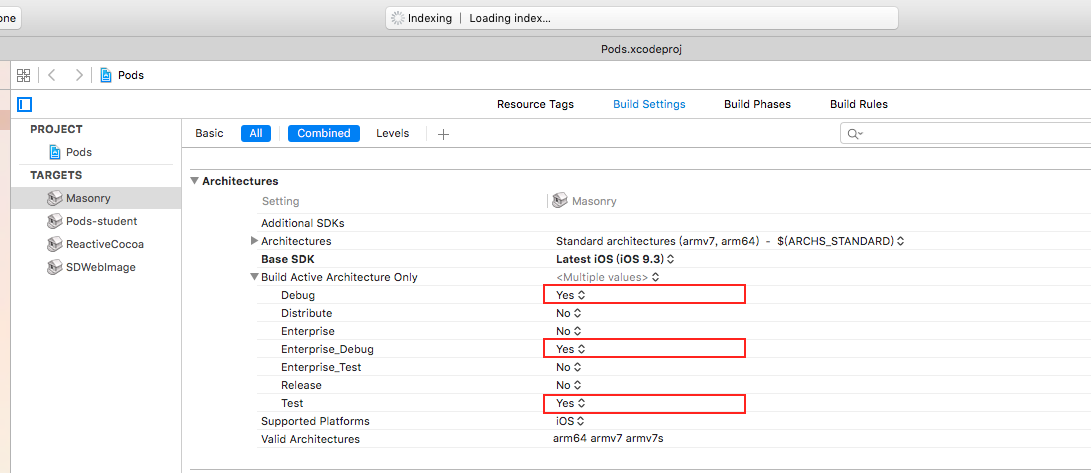 one
Indexing | Loading index...
Pods.xcodeproj
Pods
Resource Tags Build Settings Build Phases Build Rules
PROJECT
Pods
TARGETS
Masonry
Pods-student
ReactiveCocoa
SDWebImage
Basic All Combined Levels +
Architectures
Setting Masonry
Additional SDKs
Architectures Standard architectures (armv7, arm64) - $(ARCHS_STANDARD)
Base SDK Latest iOS (iOS 9.3)
Build Active Architecture Only <Multiple values>
Debug Yes
Distribute No
Enterprise No
Enterprise_Debug Yes
Enterprise_Test No
Release No
Test Yes
Supported Platforms iOS
Valid Architectures arm64 armv7 armv7s